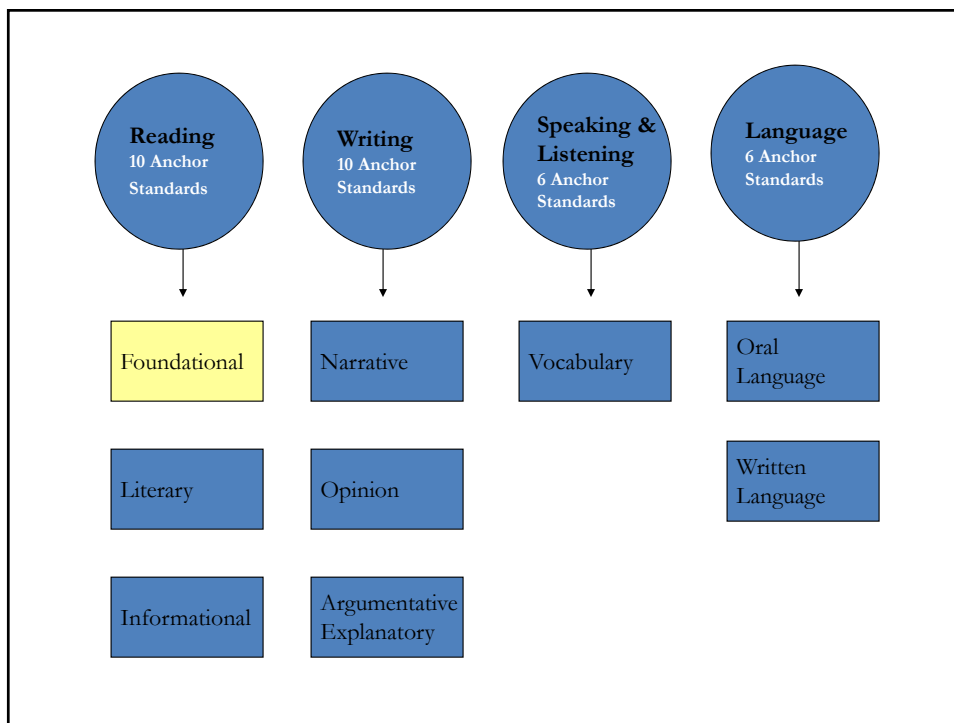 Reading
10 Anchor
Standards
Writing
10 Anchor
Standards
Speaking &
Listening
6 Anchor
Standards
Language
6 Anchor
Standards
Foundational
Narrative
Vocabulary
Oral
Language
Literary
Opinion
Written
Language
Informational
Argumentative
Explanatory